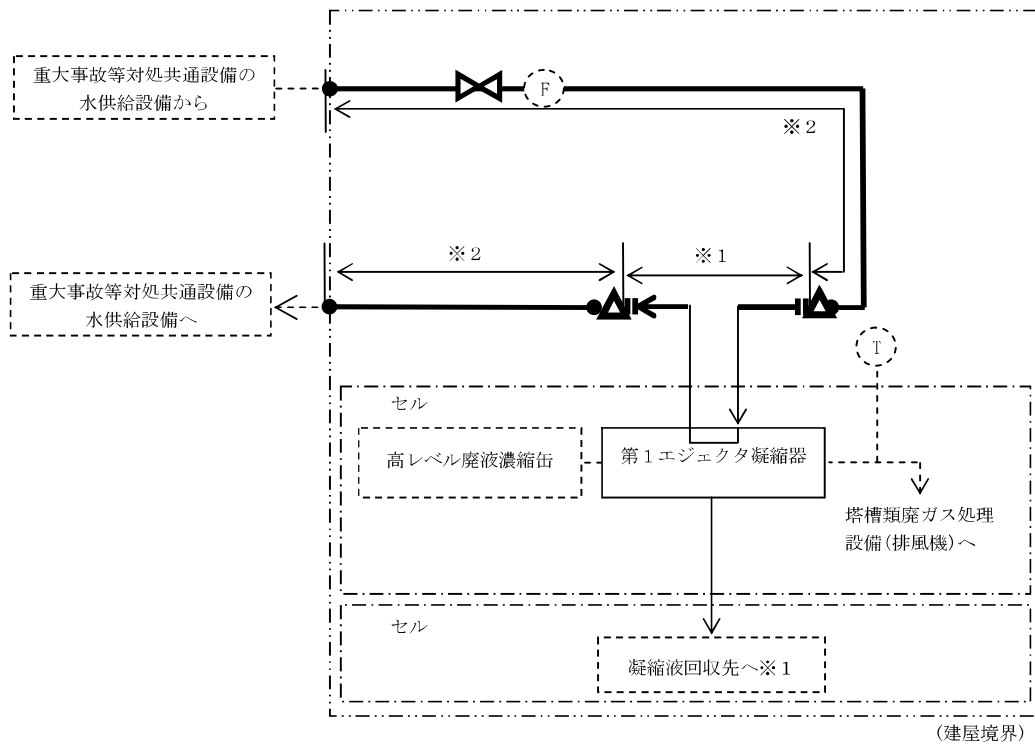 重大事故等対処共通設備の
水供給設備から
F
※2
※2
※1
重大事故等対処共通設備の
水供給設備へ
T
セル
高レベル廃液濃縮缶
第1エジェクタ凝縮器
塔槽類廃ガス処理
設備(排風機)へ
セル
凝縮液回収先へ※1
(建屋境界)